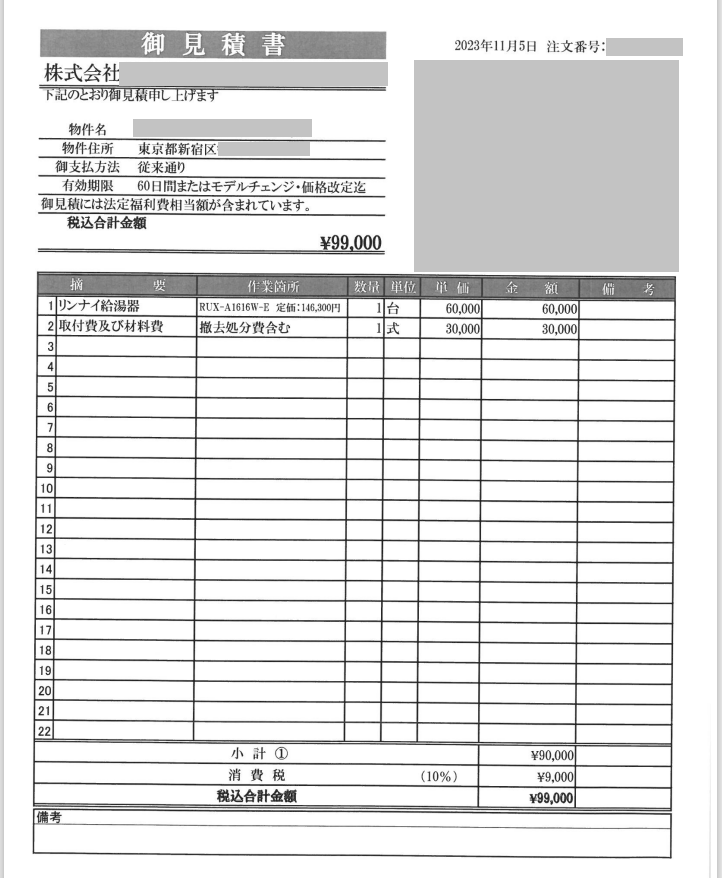 御見積書
2023年11月5日 注文番号:
株式会社
下記のとおり御見積申し上げます
物件名
物件住所 東京都新宿区
御支払方法 従来通り
有効期限 60日間またはモデルチェンジ・価格改定迄
御見積には法定福利費相当額が含まれています。
税込合計金額
¥99,000
摘要 作業箇所 数量 単位 単価 金額 備考
1 リンナイ給湯器 RUX-A1616W-E 定価:146,300円 1 台 60,000 60,000
2 取付費及び材料費 撤去処分費含む 1 式 30,000 30,000
3
4
5
6
7
8
9
10
11
12
13
14
15
16
17
18
19
20
21
22
小計① ¥90,000
消費税 (10%) ¥9,000
税込合計金額 ¥99,000
備考